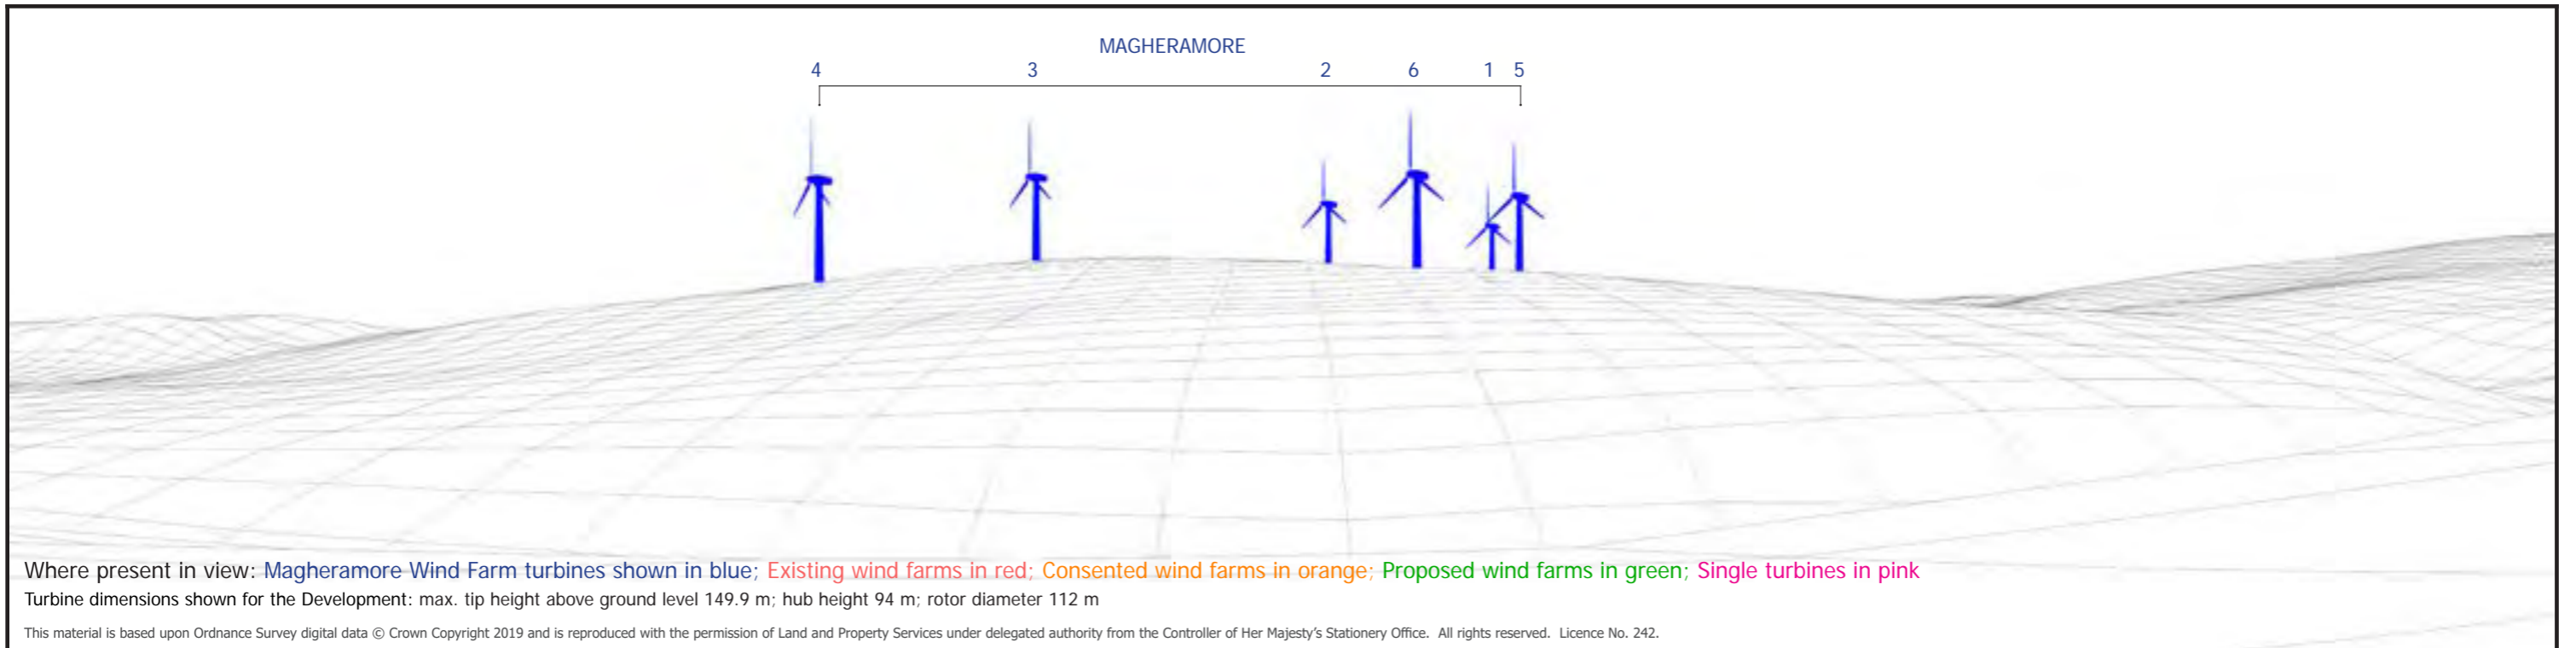 MAGHERAMORE
4 3 2 6 1 5
Where present in view: Magheramore Wind Farm turbines shown in blue; Existing wind farms in red; Consented wind farms in orange; Proposed wind farms in green; Single turbines in pink
Turbine dimensions shown for the Development: max. tip height above ground level 149.9 m; hub height 94 m; rotor diameter 112 m
This material is based upon Ordnance Survey digital data © Crown Copyright 2019 and is reproduced with the permission of Land and Property Services under delegated authority from the Controller of Her Majesty's Stationery Office. All rights reserved. Licence No. 242.